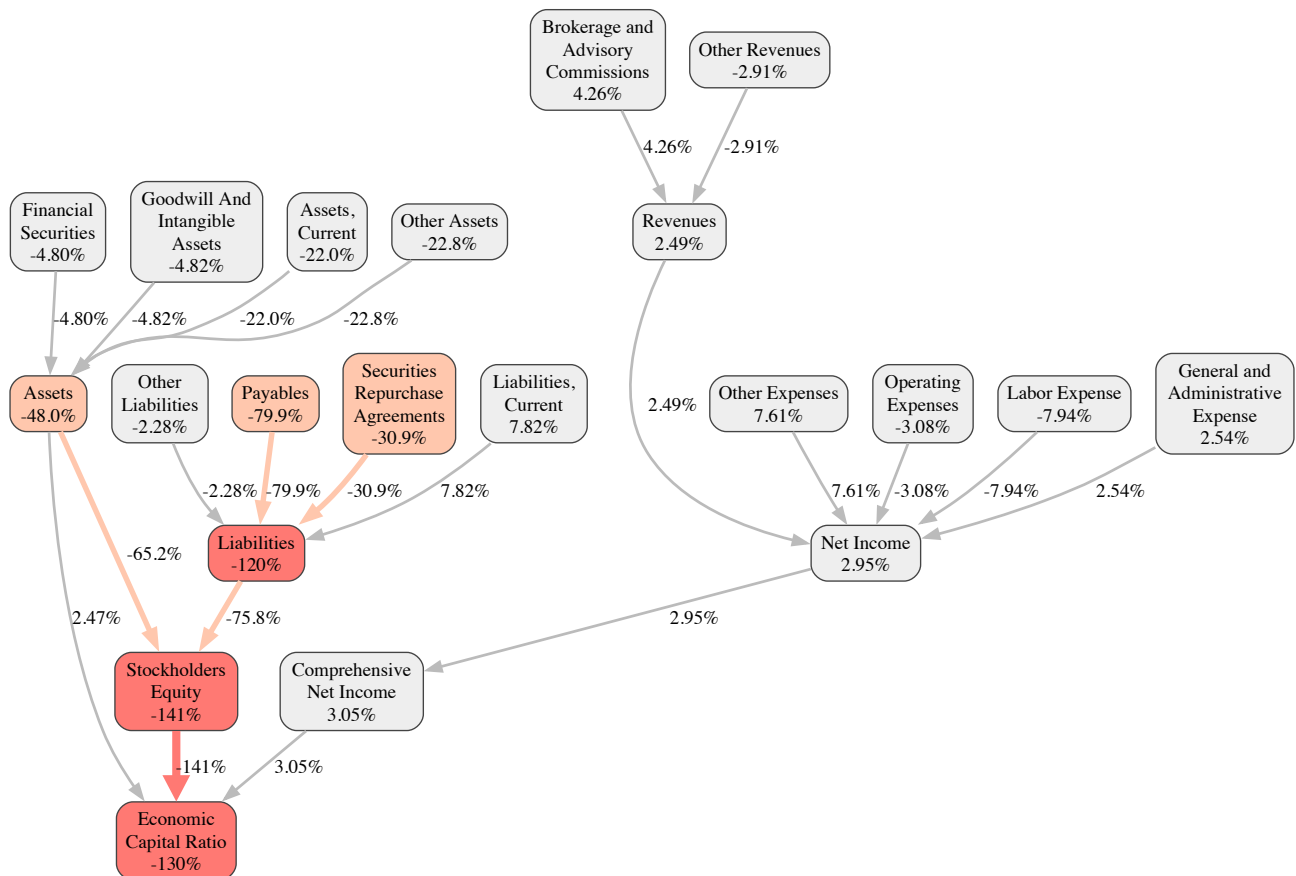 Brokerage and
Advisory
Commissions
4.26%
Other Revenues
-2.91%
4.26%
-2.91%
Financial
Securities
-4.80%
Goodwill And
Intangible
Assets
-4.82%
Assets,
Current
-22.0%
Other Assets
-22.8%
Revenues
2.49%
-4.80%
-4.82%
-22.0%
-22.8%
Assets
-48.0%
Other
Liabilities
-2.28%
Payables
-79.9%
Securities
Repurchase
Agreements
-30.9%
Liabilities,
Current
7.82%
2.49%
Other Expenses
7.61%
Operating
Expenses
-3.08%
Labor Expense
-7.94%
General and
Administrative
Expense
2.54%
-2.28%
-79.9%
-30.9%
7.82%
7.61%
-3.08%
-7.94%
2.54%
-65.2%
Liabilities
-120%
Net Income
2.95%
2.47%
-75.8%
2.95%
Stockholders
Equity
-141%
Comprehensive
Net Income
3.05%
-141%
3.05%
Economic
Capital Ratio
-130%